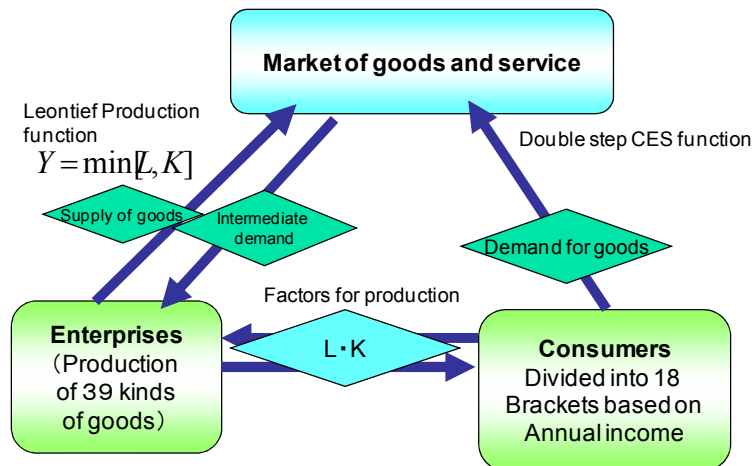 Market of goods and service
Leontief Production
function
Y = min[L, K]
Double step CES function
Supply of goods
Intermediate
demand
Demand for goods
Factors for production
Enterprises
（Production
of 39 kinds
of goods）
L・K
Consumers
Divided into 18
Brackets based on
Annual income